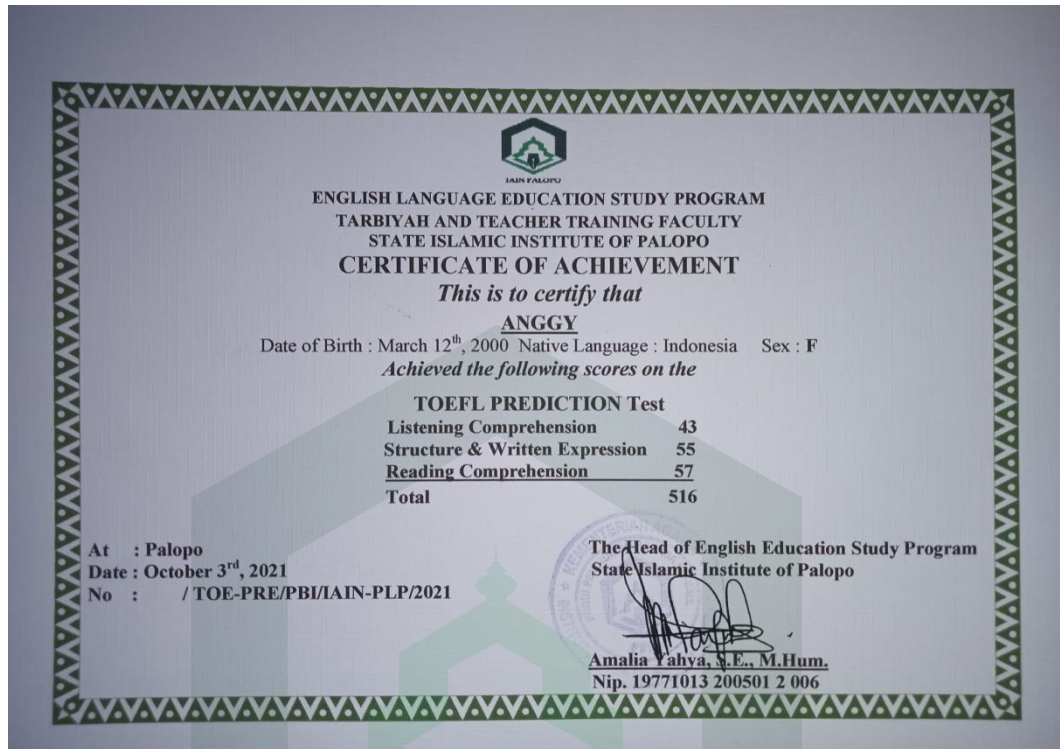 IAIN PALOPO
ENGLISH LANGUAGE EDUCATION STUDY PROGRAM
TARBIYAH AND TEACHER TRAINING FACULTY
STATE ISLAMIC INSTITUTE OF PALOPO
CERTIFICATE OF ACHIEVEMENT
This is to certify that
ANGGY
Date of Birth : March 12th, 2000 Native Language : Indonesia Sex : F
Achieved the following scores on the
TOEFL PREDICTION Test
Listening Comprehension 43
Structure & Written Expression 55
Reading Comprehension 57
Total 516
At : Palopo
Date : October 3rd, 2021
No : / TOE-PRE/PBI/IAIN-PLP/2021
The Head of English Education Study Program
State Islamic Institute of Palopo
Amalia Yahya, S.E., M.Hum.
Nip. 19771013 200501 2 006